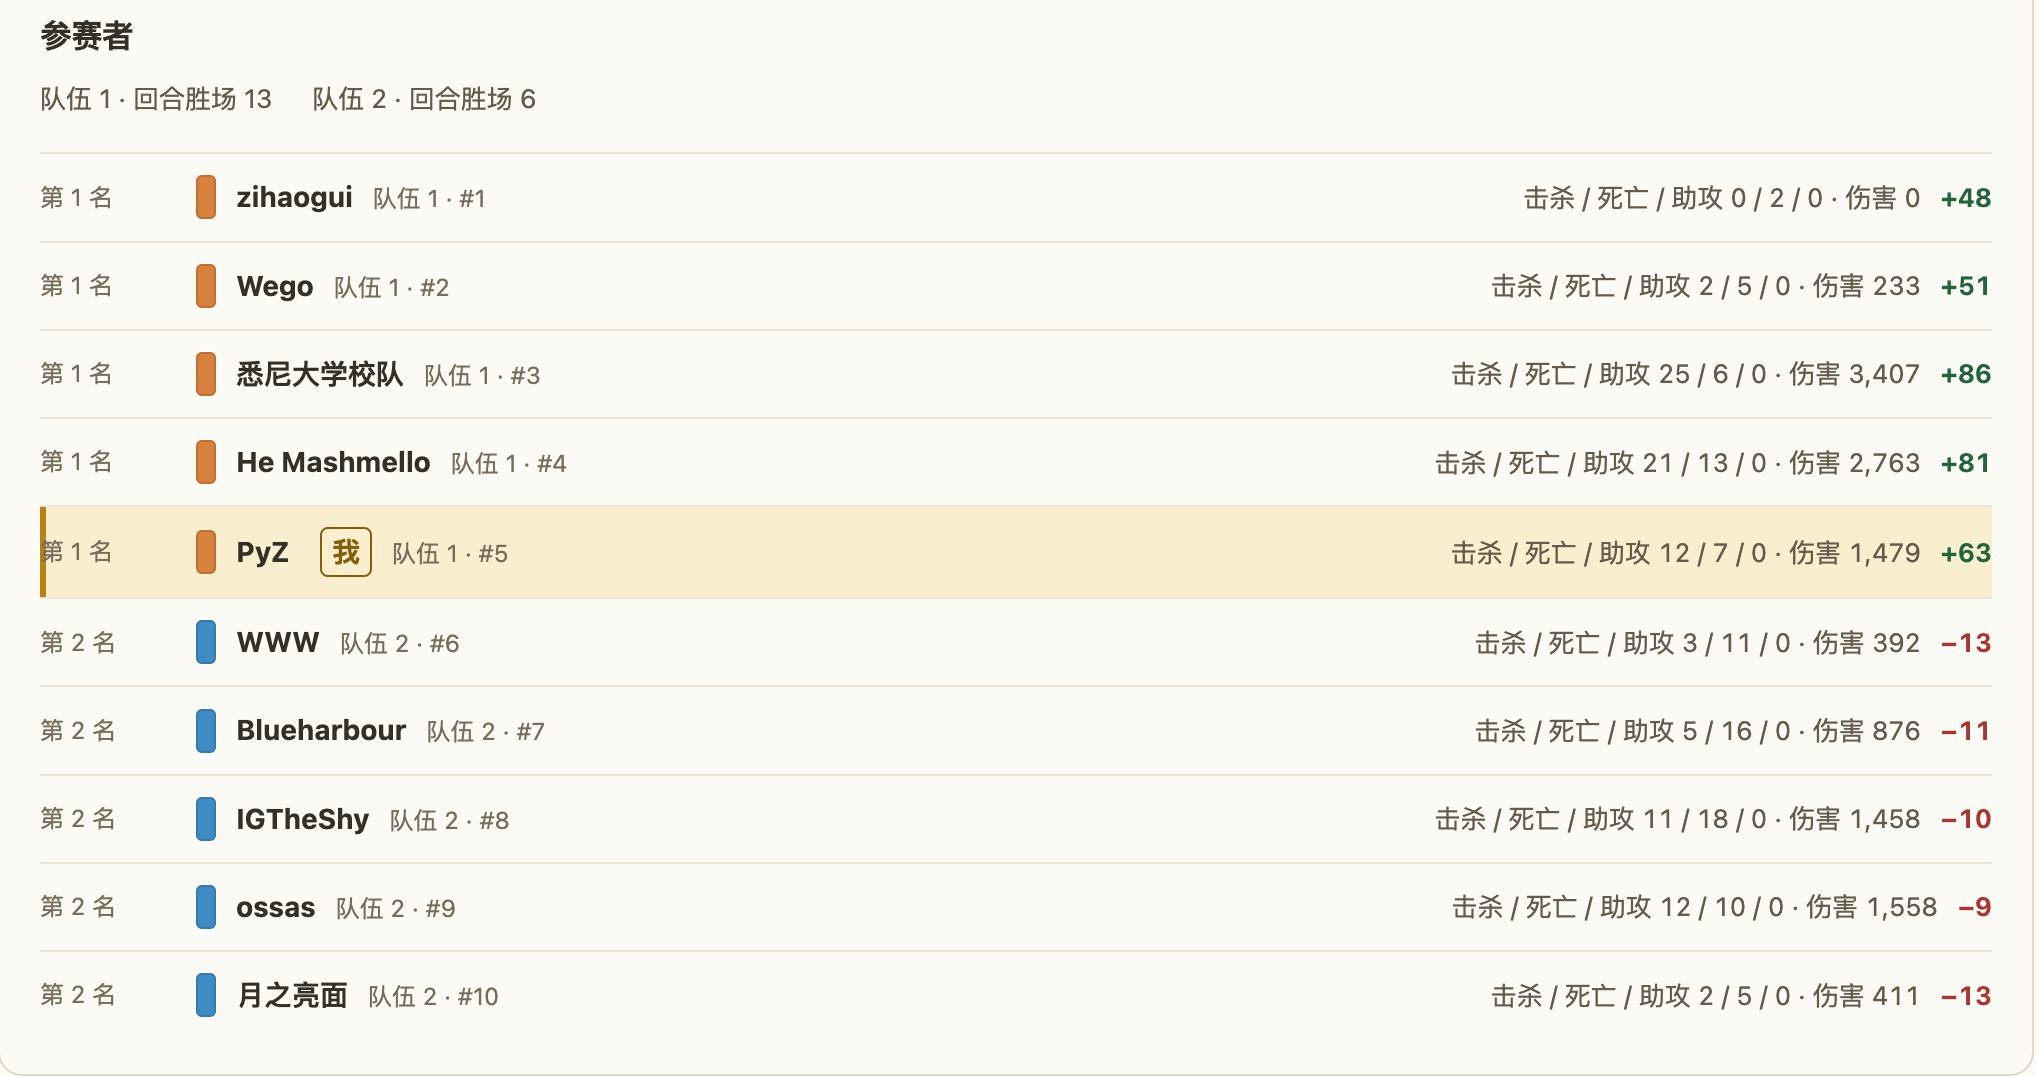 参赛者
队伍 1 · 回合胜场 13 队伍 2 · 回合胜场 6
第 1 名 zihaogui 队伍 1 · #1 击杀 / 死亡 / 助攻 0 / 2 / 0 · 伤害 0 +48
第 1 名 Wego 队伍 1 · #2 击杀 / 死亡 / 助攻 2 / 5 / 0 · 伤害 233 +51
第 1 名 悉尼大学校队 队伍 1 · #3 击杀 / 死亡 / 助攻 25 / 6 / 0 · 伤害 3,407 +86
第 1 名 He Mashmello 队伍 1 · #4 击杀 / 死亡 / 助攻 21 / 13 / 0 · 伤害 2,763 +81
第 1 名 PyZ 我 队伍 1 · #5 击杀 / 死亡 / 助攻 12 / 7 / 0 · 伤害 1,479 +63
第 2 名 WWW 队伍 2 · #6 击杀 / 死亡 / 助攻 3 / 11 / 0 · 伤害 392 −13
第 2 名 Blueharbour 队伍 2 · #7 击杀 / 死亡 / 助攻 5 / 16 / 0 · 伤害 876 −11
第 2 名 IGTheShy 队伍 2 · #8 击杀 / 死亡 / 助攻 11 / 18 / 0 · 伤害 1,458 −10
第 2 名 ossas 队伍 2 · #9 击杀 / 死亡 / 助攻 12 / 10 / 0 · 伤害 1,558 −9
第 2 名 月之亮面 队伍 2 · #10 击杀 / 死亡 / 助攻 2 / 5 / 0 · 伤害 411 −13